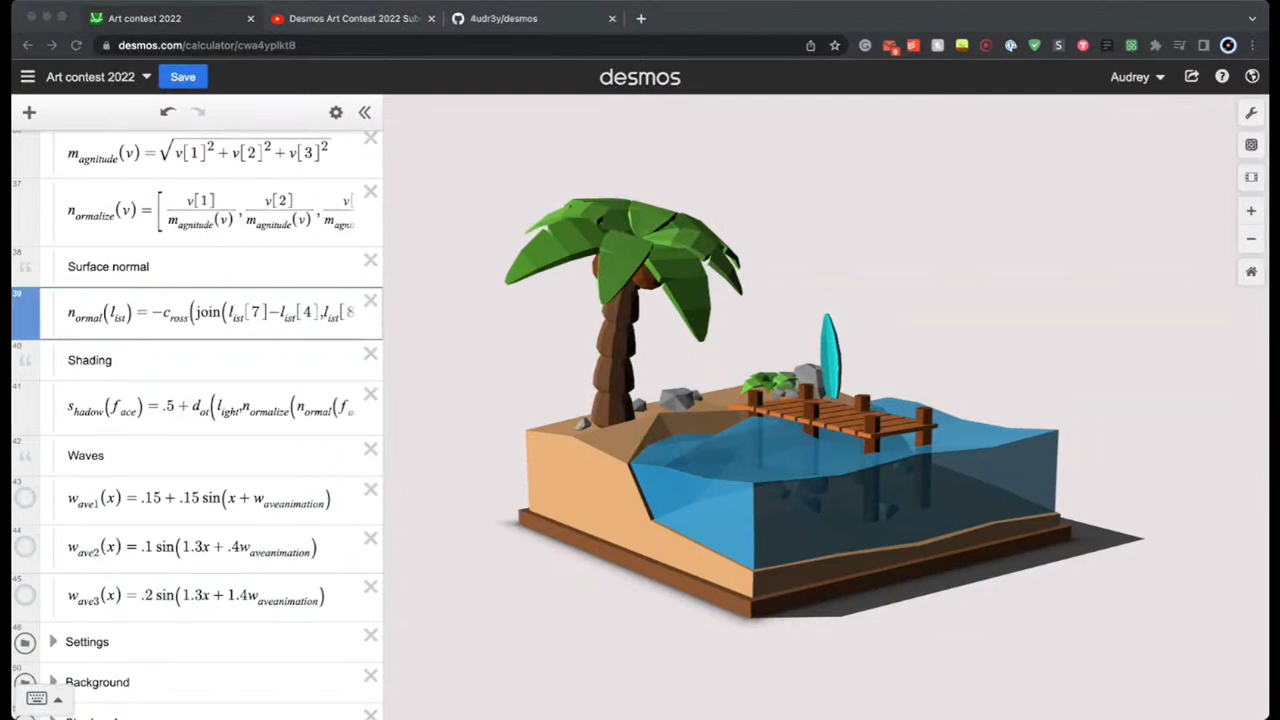 Art contest 2022
Desmos Art Contest 2022 Sub
4udr3y/desmos
desmos.com/calculator/cwa4yplkt8
Art contest 2022
Save
desmos
Audrey
m_agnitude(v) = √v[1]² + v[2]² + v[3]²
37
n_ormalize(v) = [ v[1]/m_agnitude(v) , v[2]/m_agnitude(v) , v[/m_agni
38
Surface normal
39
n_ormal(l_ist) = −c_ross(join(l_ist[7]−l_ist[4],l_ist[8
40
Shading
41
s_hadow(f_ace) = .5 + d_ot(l_ight,n_ormalize(n_ormal(f_a
42
Waves
43
w_ave1(x) = .15 + .15 sin(x + w_aveanimation)
44
w_ave2(x) = .1 sin(1.3x + .4w_aveanimation)
45
w_ave3(x) = .2 sin(1.3x + 1.4w_aveanimation)
46
Settings
Background